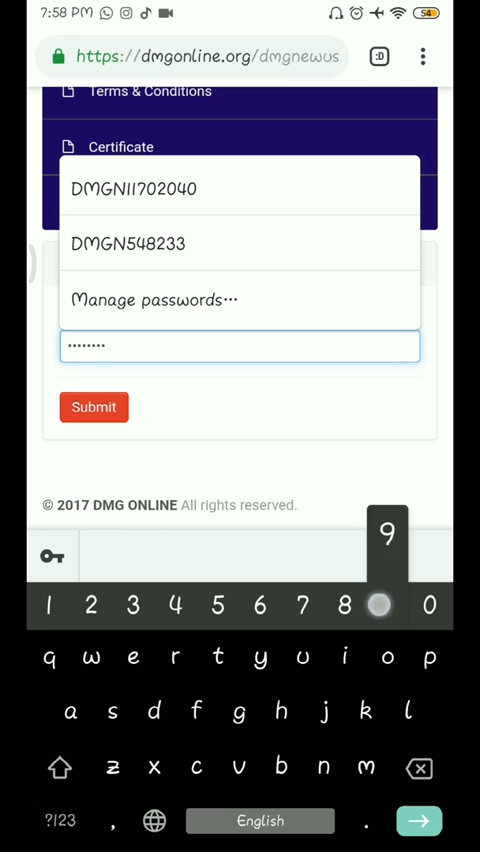 7:58 PM 54
https://dmgonline.org/dmgnewus :D
Terms & Conditions
Certificate
DMGN11702040
DMGN548233
Manage passwords...
••••••••
Submit
© 2017 DMG ONLINE All rights reserved.
9
1 2 3 4 5 6 7 8 0
q w e r t y u i o p
a s d f g h j k l
z x c v b n m
?123 , English .